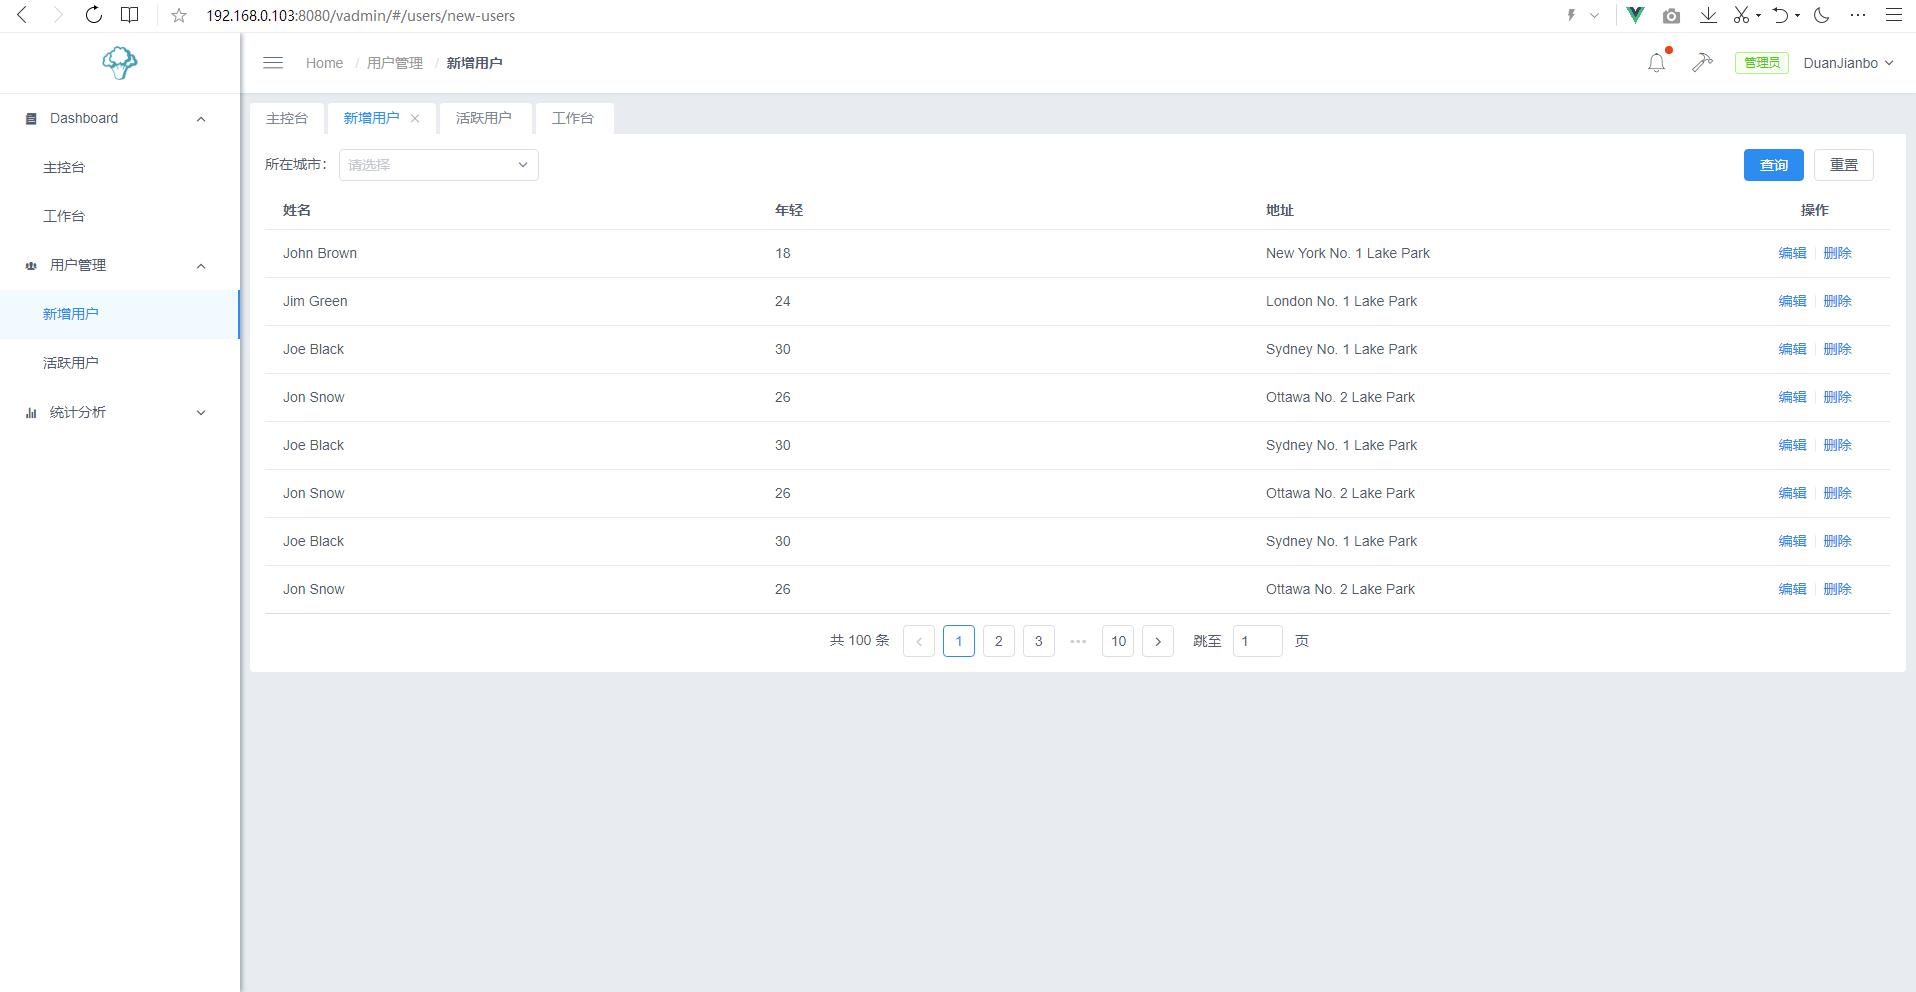 192.168.0.103:8080/vadmin/#/users/new-users
Home / 用户管理 / 新增用户
管理员 DuanJianbo
Dashboard
主控台
工作台
用户管理
新增用户
活跃用户
统计分析
主控台 新增用户 活跃用户 工作台
所在城市： 请选择 查询 重置
姓名 年轻 地址 操作
John Brown 18 New York No. 1 Lake Park 编辑 删除
Jim Green 24 London No. 1 Lake Park 编辑 删除
Joe Black 30 Sydney No. 1 Lake Park 编辑 删除
Jon Snow 26 Ottawa No. 2 Lake Park 编辑 删除
Joe Black 30 Sydney No. 1 Lake Park 编辑 删除
Jon Snow 26 Ottawa No. 2 Lake Park 编辑 删除
Joe Black 30 Sydney No. 1 Lake Park 编辑 删除
Jon Snow 26 Ottawa No. 2 Lake Park 编辑 删除
共 100 条 1 2 3 ••• 10 跳至 1 页